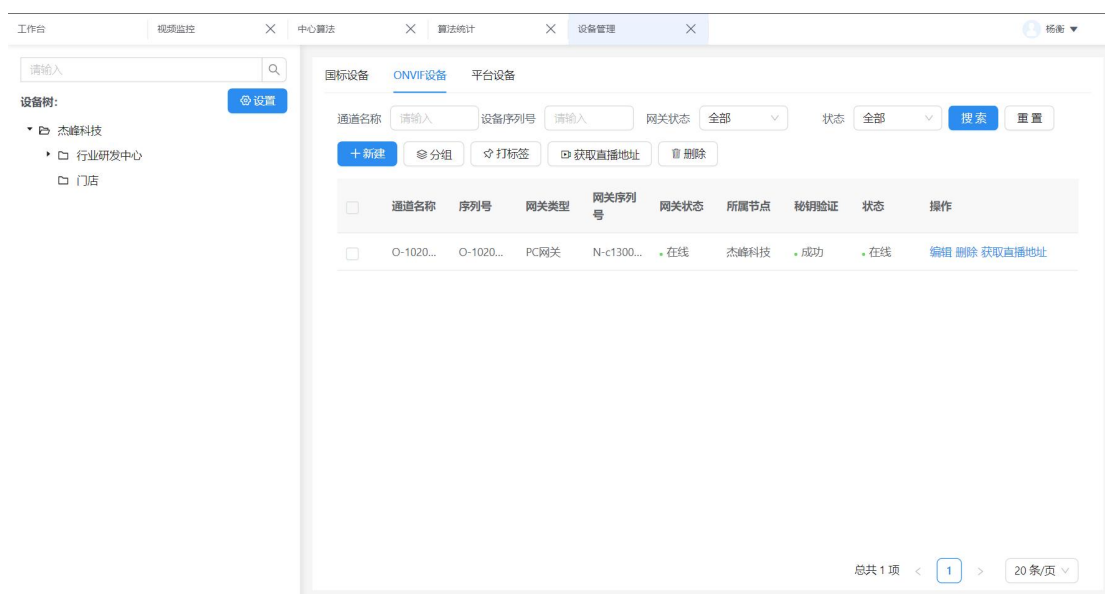 工作台 视频监控 中心算法 算法统计 设备管理 杨衡
请输入
设备树:
设置
杰峰科技
行业研发中心
门店
国标设备 ONVIF设备 平台设备
通道名称 请输入 设备序列号 请输入 网关状态 全部 状态 全部 搜索 重置
+新建 分组 打标签 获取直播地址 删除
通道名称 序列号 网关类型 网关序列号 网关状态 所属节点 秘钥验证 状态 操作
O-1020... O-1020... PC网关 N-c1300... 在线 杰峰科技 成功 在线 编辑 删除 获取直播地址
总共 1 项 < 1 > 20 条/页